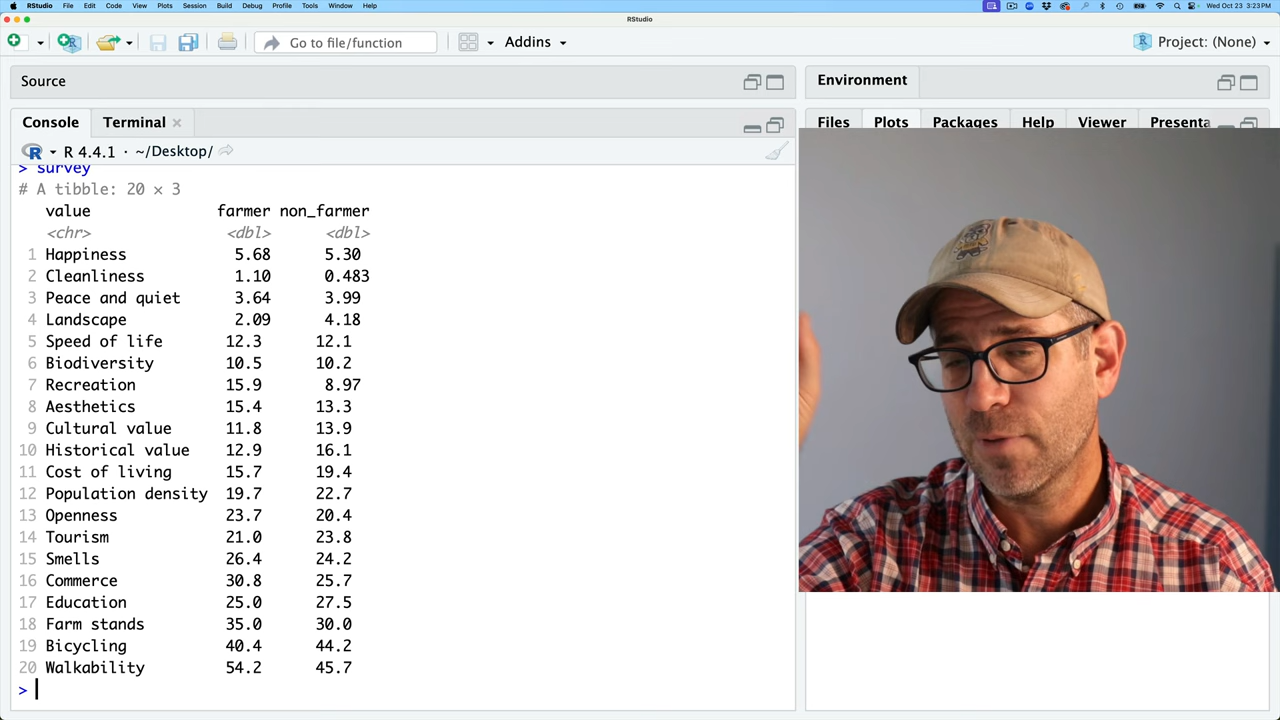 RStudio File Edit Code View Plots Session Build Debug Profile Tools Window Help Wed Oct 23 3:23 PM
RStudio
Go to file/function Addins Project: (None)
Source
Environment
Console Terminal
Files Plots Packages Help Viewer Presenta
R 4.4.1 · ~/Desktop/
> survey
# A tibble: 20 × 3
value farmer non_farmer
<chr> <dbl> <dbl>
1 Happiness 5.68 5.30
2 Cleanliness 1.10 0.483
3 Peace and quiet 3.64 3.99
4 Landscape 2.09 4.18
5 Speed of life 12.3 12.1
6 Biodiversity 10.5 10.2
7 Recreation 15.9 8.97
8 Aesthetics 15.4 13.3
9 Cultural value 11.8 13.9
10 Historical value 12.9 16.1
11 Cost of living 15.7 19.4
12 Population density 19.7 22.7
13 Openness 23.7 20.4
14 Tourism 21.0 23.8
15 Smells 26.4 24.2
16 Commerce 30.8 25.7
17 Education 25.0 27.5
18 Farm stands 35.0 30.0
19 Bicycling 40.4 44.2
20 Walkability 54.2 45.7
>